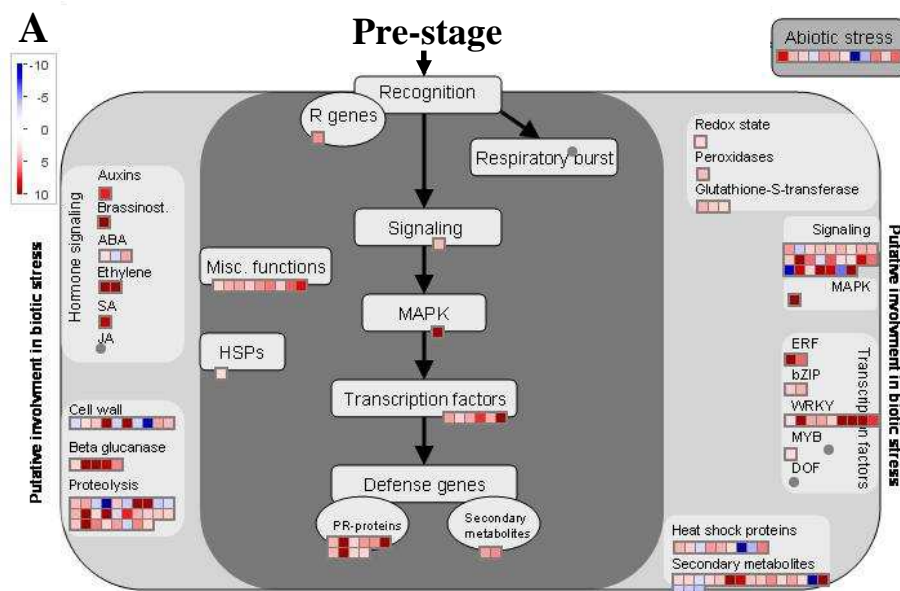 A
Pre-stage
-10
-5
0
5
10
Abiotic stress
Recognition
R genes
Respiratory burst
Redox state
Peroxidases
Glutathione-S-transferase
Hormone signaling
Auxins
Brassinost.
ABA
Ethylene
SA
JA
Signaling
Misc. functions
Signaling
MAPK
MAPK
HSPs
Putative involvment in biotic stress
Putative involvment in biotic stress
ERF
bZIP
WRKY
MYB
DOF
Transcription factors
Transcription factors
Cell wall
Beta glucanase
Proteolysis
Defense genes
PR-proteins
Secondary
metabolites
Heat shock proteins
Secondary metabolites